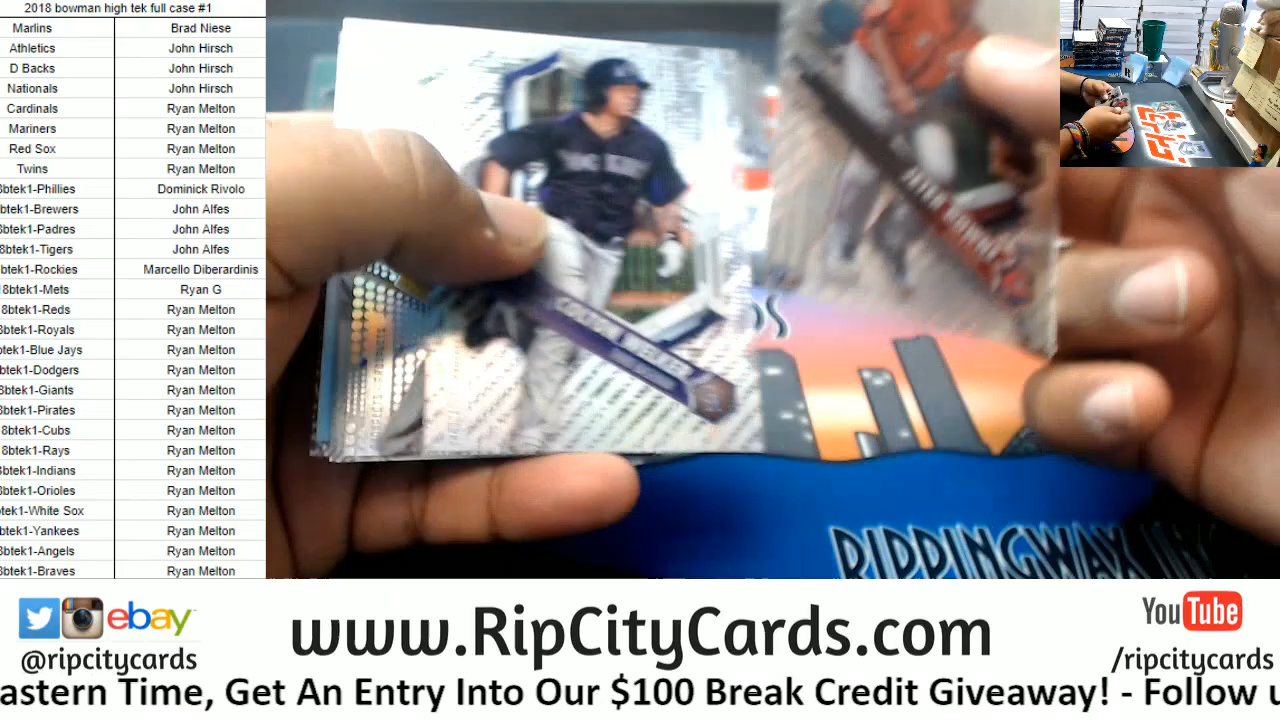 2018 bowman high tek full case #1
Marlins Brad Niese
Athletics John Hirsch
D Backs John Hirsch
Nationals John Hirsch
Cardinals Ryan Melton
Mariners Ryan Melton
Red Sox Ryan Melton
Twins Ryan Melton
8btek1-Phillies Dominick Rivolo
btek1-Brewers John Alfes
btek1-Padres John Alfes
8btek1-Tigers John Alfes
btek1-Rockies Marcello Diberardinis
18btek1-Mets Ryan G
8btek1-Reds Ryan Melton
8btek1-Royals Ryan Melton
btek1-Blue Jays Ryan Melton
btek1-Dodgers Ryan Melton
8btek1-Giants Ryan Melton
8btek1-Pirates Ryan Melton
8btek1-Cubs Ryan Melton
8btek1-Rays Ryan Melton
8btek1-Indians Ryan Melton
8btek1-Orioles Ryan Melton
btek1-White Sox Ryan Melton
btek1-Yankees Ryan Melton
8btek1-Angels Ryan Melton
8btek1-Braves Ryan Melton
RIPPINGWAX
ebay
@ripcitycards
www.RipCityCards.com
YouTube
/ripcitycards
astern Time, Get An Entry Into Our $100 Break Credit Giveaway! - Follow u